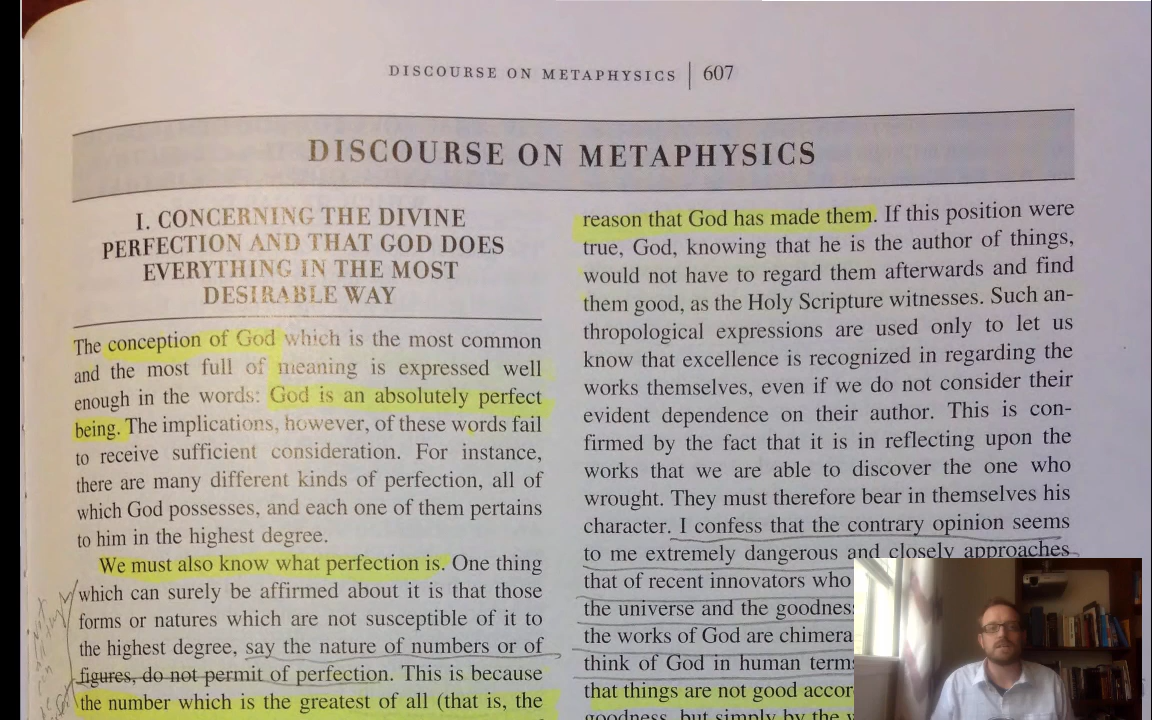 DISCOURSE ON METAPHYSICS | 607
DISCOURSE ON METAPHYSICS
I. CONCERNING THE DIVINE
PERFECTION AND THAT GOD DOES
EVERYTHING IN THE MOST
DESIRABLE WAY
The conception of God which is the most common
and the most full of meaning is expressed well
enough in the words: God is an absolutely perfect
being. The implications, however, of these words fail
to receive sufficient consideration. For instance,
there are many different kinds of perfection, all of
which God possesses, and each one of them pertains
to him in the highest degree.
We must also know what perfection is. One thing
which can surely be affirmed about it is that those
forms or natures which are not susceptible of it to
the highest degree, say the nature of numbers or of
figures, do not permit of perfection. This is because
the number which is the greatest of all (that is, the
reason that God has made them. If this position were
true, God, knowing that he is the author of things,
would not have to regard them afterwards and find
them good, as the Holy Scripture witnesses. Such an-
thropological expressions are used only to let us
know that excellence is recognized in regarding the
works themselves, even if we do not consider their
evident dependence on their author. This is con-
firmed by the fact that it is in reflecting upon the
works that we are able to discover the one who
wrought. They must therefore bear in themselves his
character. I confess that the contrary opinion seems
to me extremely dangerous and closely approaches
that of recent innovators who
the universe and the goodness
the works of God are chimera
think of God in human terms
that things are not good accor
goodness, but simply by the